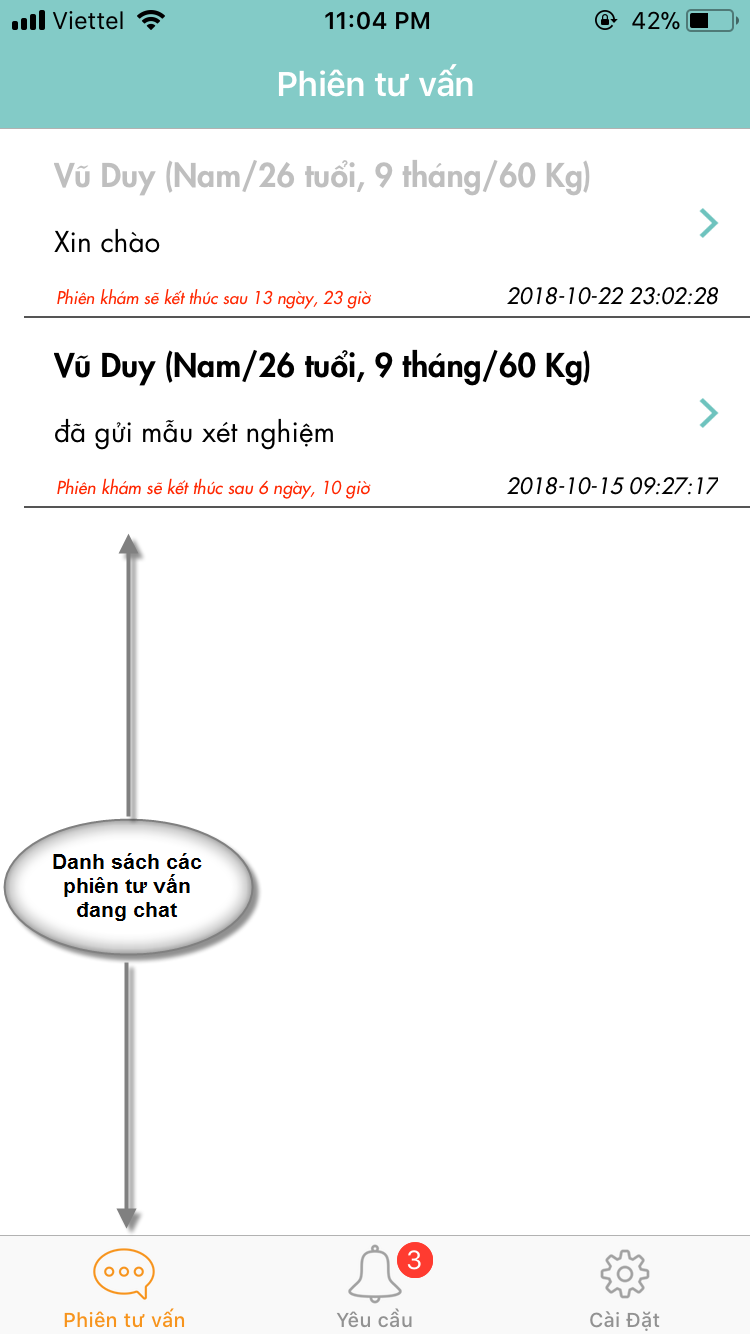 Viettel 11:04 PM 42%
Phiên tư vấn
Vũ Duy (Nam/26 tuổi, 9 tháng/60 Kg)
Xin chào
Phiên khám sẽ kết thúc sau 13 ngày, 23 giờ 2018-10-22 23:02:28
Vũ Duy (Nam/26 tuổi, 9 tháng/60 Kg)
đã gửi mẫu xét nghiệm
Phiên khám sẽ kết thúc sau 6 ngày, 10 giờ 2018-10-15 09:27:17
Danh sách các
phiên tư vấn
đang chat
3
Phiên tư vấn Yêu cầu Cài Đặt